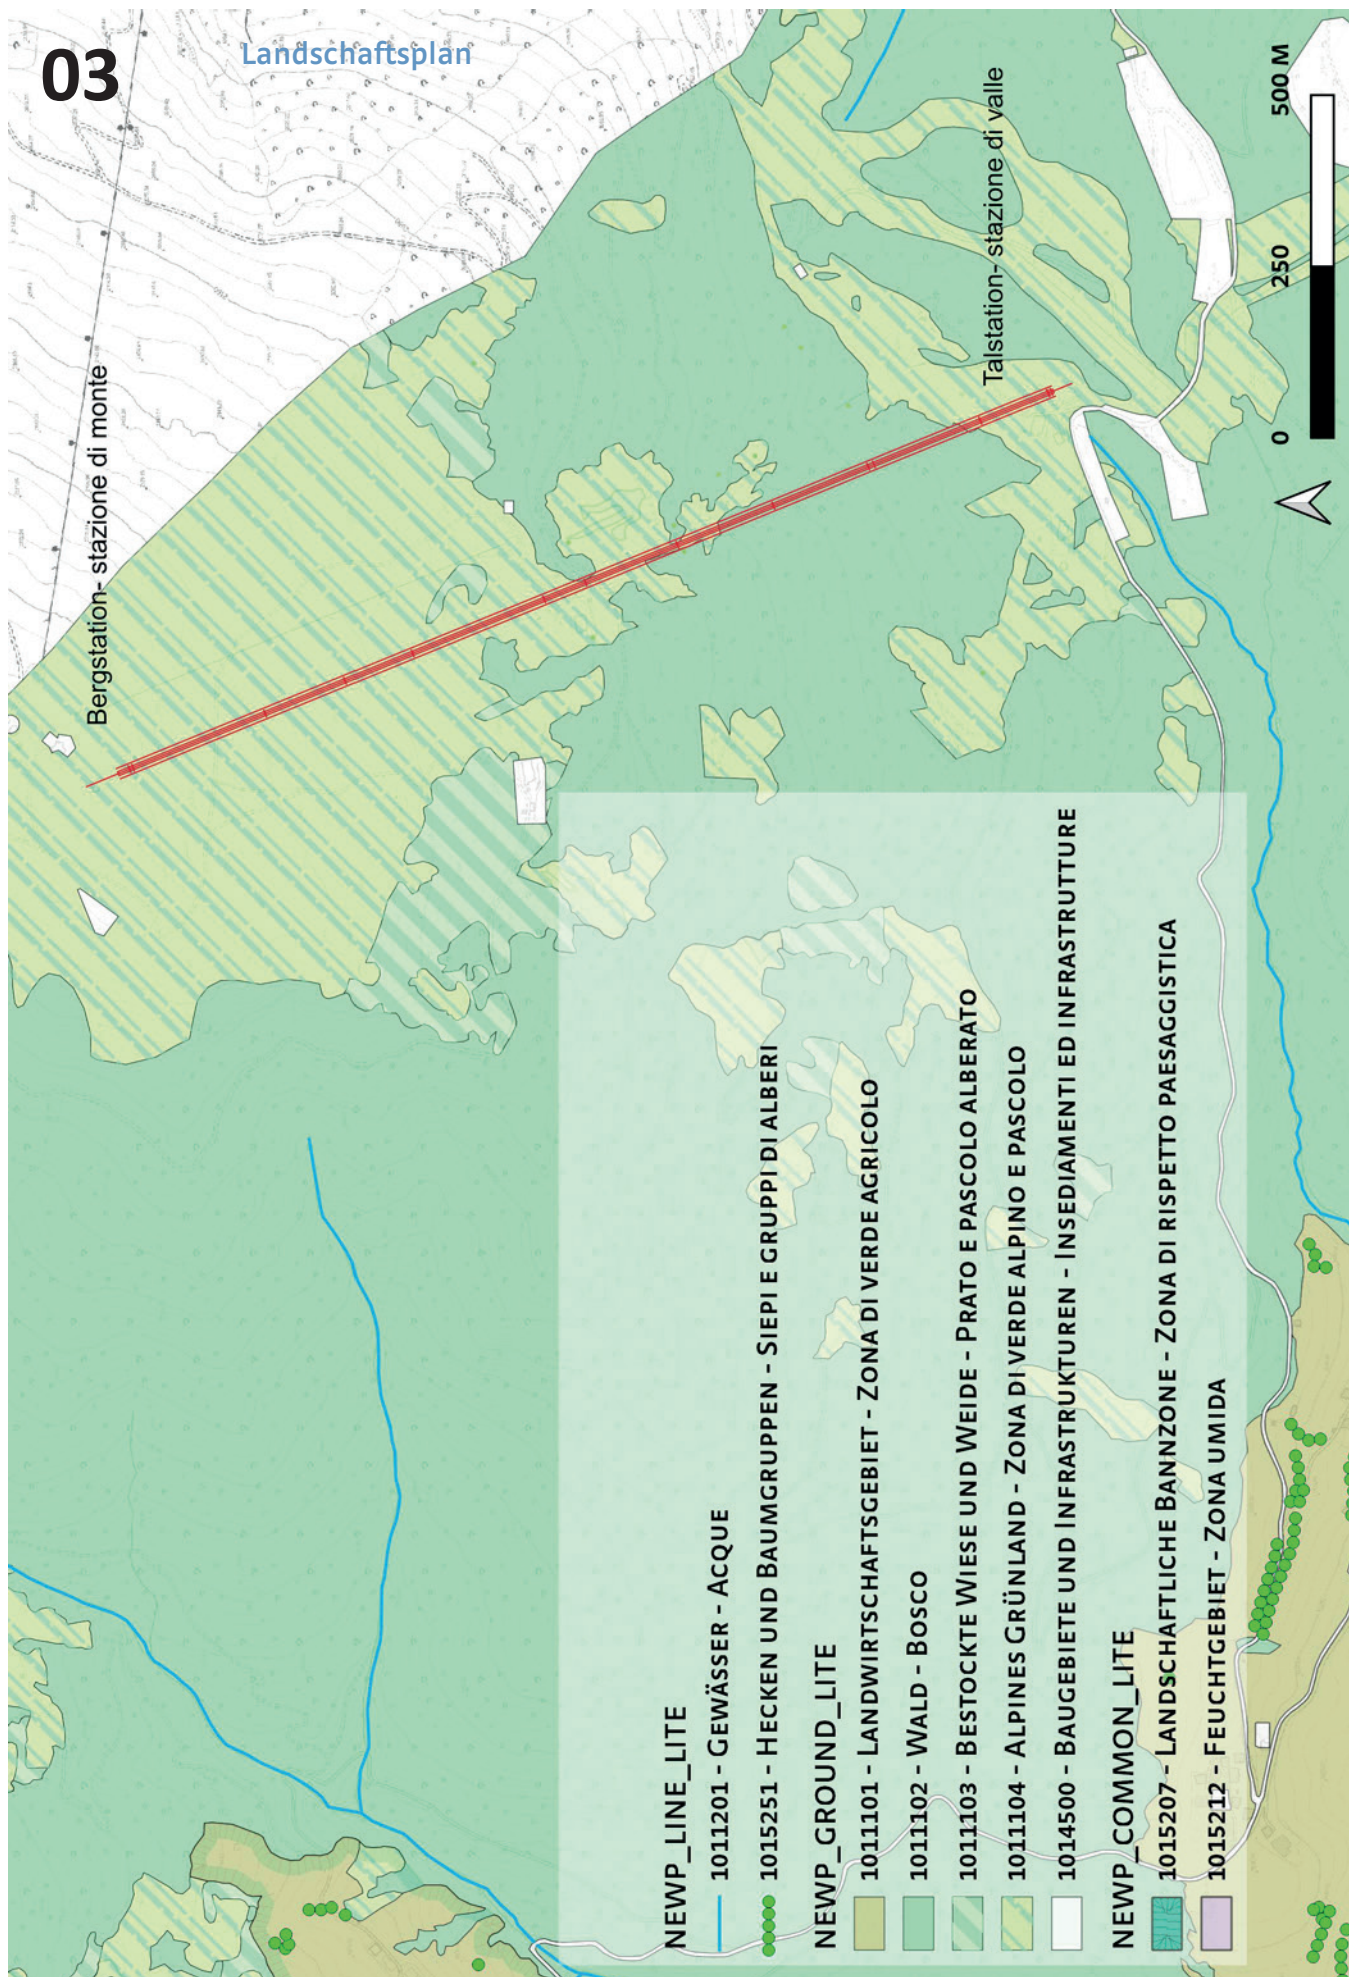 03
Landschaftsplan
Bergstation- stazione di monte
Talstation- stazione di valle
0
250
500 M
NEWP_LINE_LITE
1011201 - GEWÄSSER - ACQUE
1015251 - HECKEN UND BAUMGRUPPEN - SIEPI E GRUPPI DI ALBERI
NEWP_GROUND_LITE
1011101 - LANDWIRTSCHAFTSGEBIET - ZONA DI VERDE AGRICOLO
1011102 - WALD - BOSCO
1011103 - BESTOCKTE WIESE UND WEIDE - PRATO E PASCOLO ALBERATO
1011104 - ALPINES GRÜNLAND - ZONA DI VERDE ALPINO E PASCOLO
1014500 - BAUGEBIETE UND INFRASTRUKTUREN - INSEDIAMENTI ED INFRASTRUTTURE
NEWP_COMMON_LITE
1015207 - LANDSCHAFTLICHE BANNZONE - ZONA DI RISPETTO PAESAGGISTICA
1015212 - FEUCHTGEBIET - ZONA UMIDA